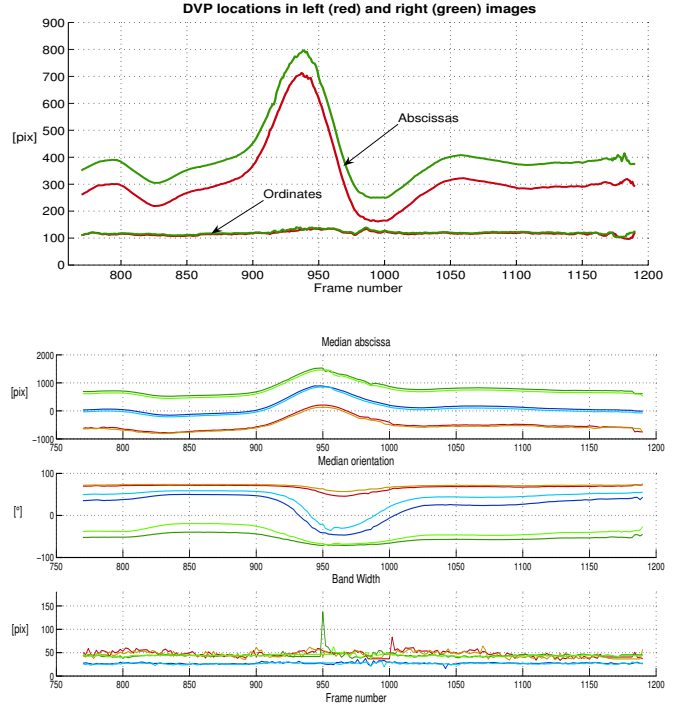 DVP locations in left (red) and right (green) images
900
800
700
600
500
[pix]
400
300
200
100
0
Abscissas
Ordinates
800 850 900 950 1000 1050 1100 1150 1200
Frame number
Median abscissa
2000
[pix]
1000
0
−1000
750 800 850 900 950 1000 1050 1100 1150 1200
Median orientation
100
[°]
0
−100
750 800 850 900 950 1000 1050 1100 1150 1200
Band Width
150
[pix]
100
50
0
750 800 850 900 950 1000 1050 1100 1150 1200
Frame number